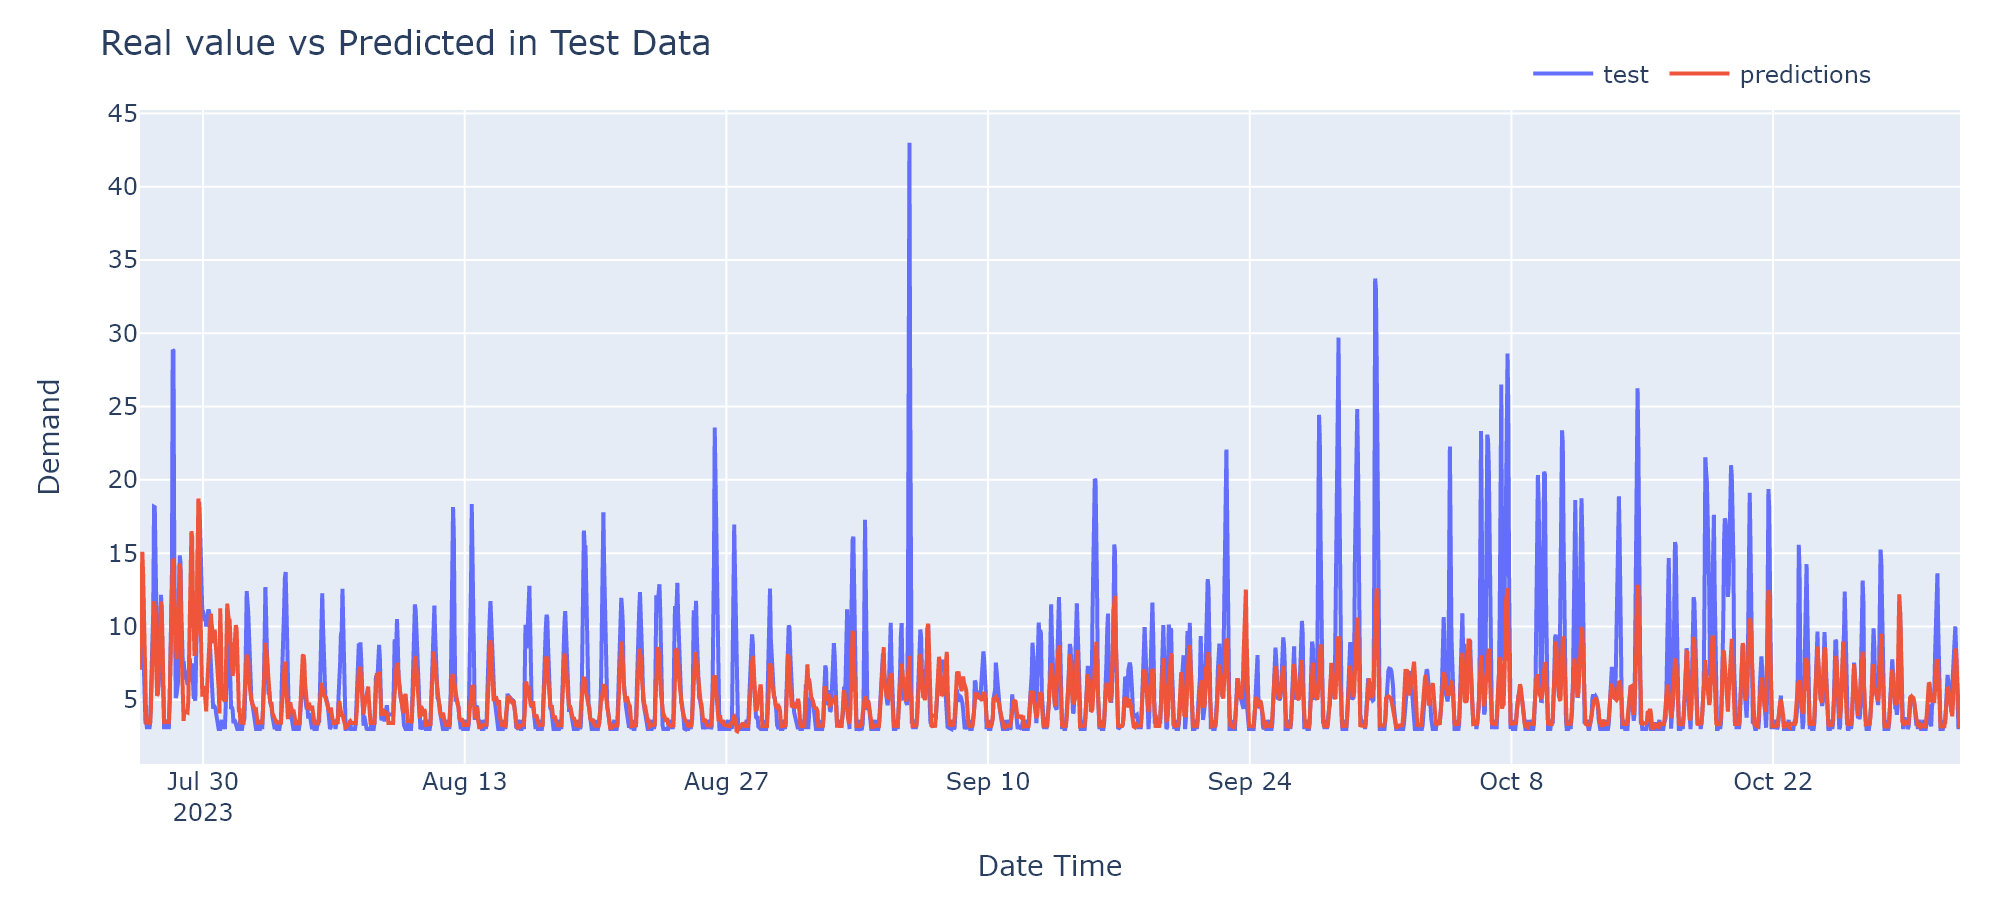 Real value vs Predicted in Test Data
test predictions
45
40
35
30
25
20
15
10
5
Demand
Jul 30 Aug 13 Aug 27 Sep 10 Sep 24 Oct 8 Oct 22
2023
Date Time